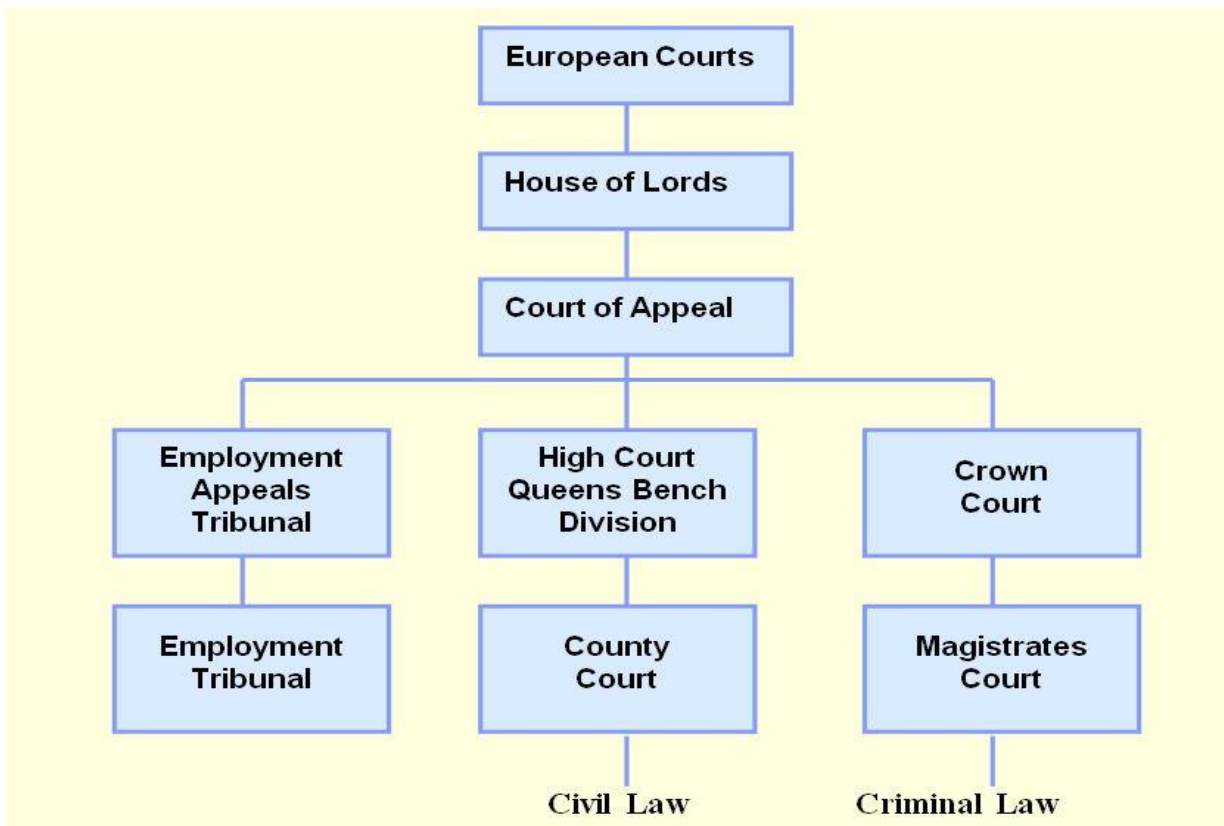 European Courts
House of Lords
Court of Appeal
Employment
Appeals
Tribunal
High Court
Queens Bench
Division
Crown
Court
Employment
Tribunal
County
Court
Magistrates
Court
Civil Law
Criminal Law